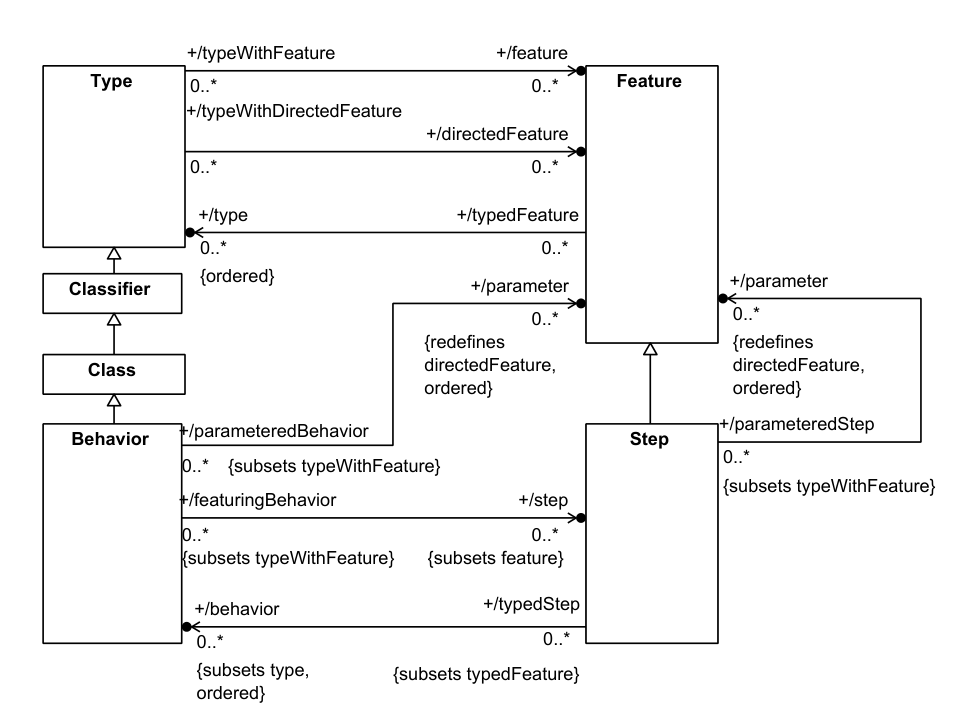 +/typeWithFeature
+/feature
Type
Feature
0..*
0..*
+/typeWithDirectedFeature
+/directedFeature
0..*
0..*
+/type
+/typedFeature
0..*
0..*
{ordered}
Classifier
+/parameter
+/parameter
0..*
0..*
{redefines
directedFeature,
ordered}
{redefines
directedFeature,
ordered}
Class
Behavior
+/parameteredBehavior
Step
+/parameteredStep
0..*
{subsets typeWithFeature}
0..*
{subsets typeWithFeature}
+/featuringBehavior
+/step
0..*
0..*
{subsets typeWithFeature}
{subsets feature}
+/behavior
+/typedStep
0..*
0..*
{subsets type,
ordered}
{subsets typedFeature}